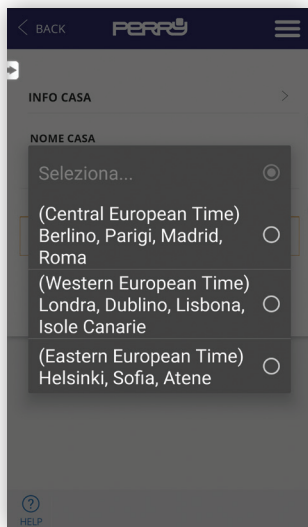 BACK
PERRY
INFO CASA
NOME CASA
Seleziona...
(Central European Time)
Berlino, Parigi, Madrid,
Roma
(Western European Time)
Londra, Dublino, Lisbona,
Isole Canarie
(Eastern European Time)
Helsinki, Sofia, Atene
HELP